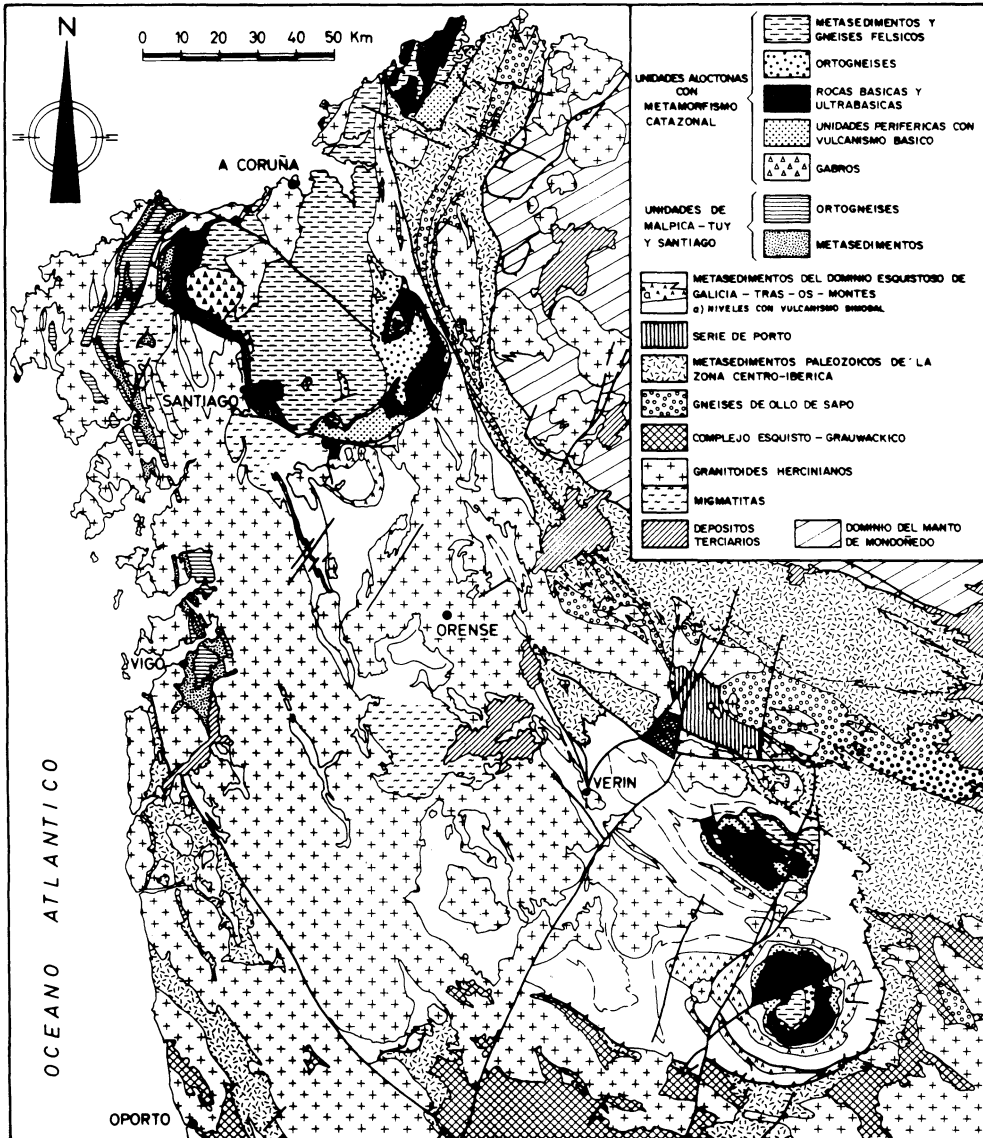 N
0 10 20 30 40 50 Km
A CORUÑA
SANTIAGO
ORENSE
VIGO
VERIN
OPORTO
OCEANO ATLANTICO
UNIDADES ALOCTONAS
CON
METAMORFISMO
CATAZONAL
METASEDIMENTOS Y
GNEISES FELSICOS
ORTOGNEISES
ROCAS BASICAS Y
ULTRABASICAS
UNIDADES PERIFERICAS CON
VULCANISMO BASICO
GABROS
UNIDADES DE
MALPICA-TUY
Y SANTIAGO
ORTOGNEISES
METASEDIMENTOS
METASEDIMENTOS DEL DOMINIO ESQUISTOSO DE
GALICIA-TRAS-OS-MONTES
a) NIVELES CON VULCANISMO BIMODAL
a
SERIE DE PORTO
METASEDIMENTOS PALEOZOICOS DE LA
ZONA CENTRO-IBERICA
GNEISES DE OLLO DE SAPO
COMPLEJO ESQUISTO-GRAUWACKICO
GRANITOIDES HERCINIANOS
MIGMATITAS
DEPOSITOS
TERCIARIOS
DOMINIO DEL MANTO
DE MONDOÑEDO